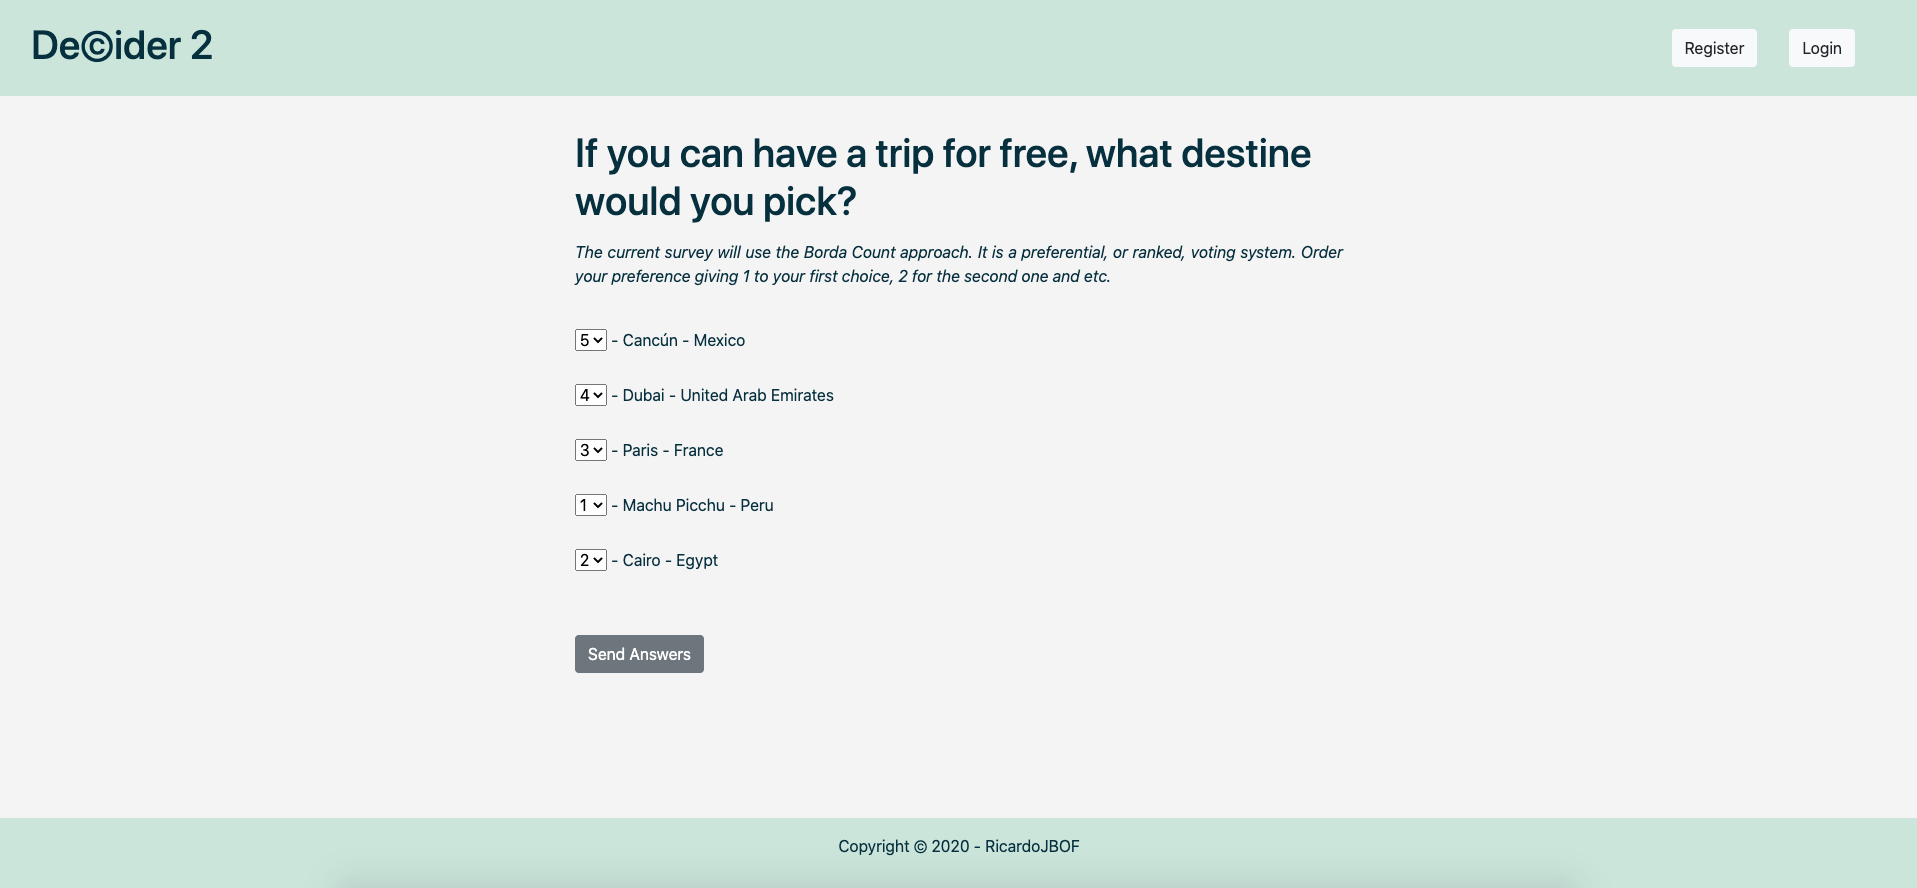 De©ider 2
Register
Login
If you can have a trip for free, what destine
would you pick?
The current survey will use the Borda Count approach. It is a preferential, or ranked, voting system. Order
your preference giving 1 to your first choice, 2 for the second one and etc.
5 - Cancún - Mexico
4 - Dubai - United Arab Emirates
3 - Paris - France
1 - Machu Picchu - Peru
2 - Cairo - Egypt
Send Answers
Copyright © 2020 - RicardoJBOF